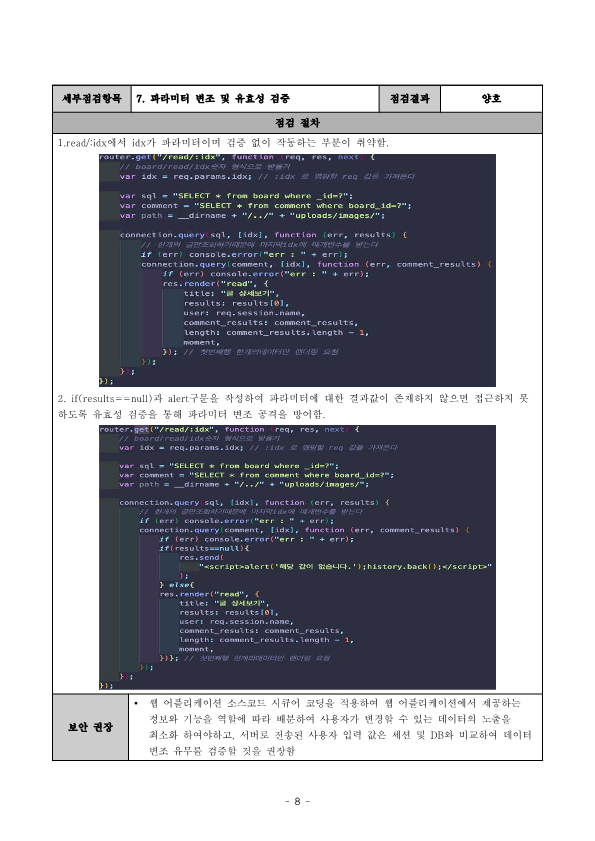 세부점검항목 7. 파라미터 변조 및 유효성 검증 점검결과 양호
점검 절차
1.read/:idx에서 idx가 파라미터이며 검증 없이 작동하는 부분이 취약함.
router.get("/read/:idx", function (req, res, next) {
// board/read/idx숫자 형식으로 받을거
var idx = req.params.idx; // :idx 로 맵핑할 req 값을 가져온다
var sql = "SELECT * from board where _id=?";
var comment = "SELECT * from comment where board_id=?";
var path = __dirname + "/../" + "uploads/images/";
connection.query(sql, [idx], function (err, results) {
// 한개의 글만조회하기때문에 마지막idx에 매개변수를 받는다
if (err) console.error("err : " + err);
connection.query(comment, [idx], function (err, comment_results) {
if (err) console.error("err : " + err);
res.render("read", {
title: "글 상세보기",
results: results[0],
user: req.session.name,
comment_results: comment_results,
length: comment_results.length - 1,
moment,
}); // 첫번째행 한개의데이터만 랜더링 요청
});
});
});
2. if(results==null)과 alert구문을 작성하여 파라미터에 대한 결과값이 존재하지 않으면 접근하지 못
하도록 유효성 검증을 통해 파라미터 변조 공격을 방어함.
router.get("/read/:idx", function (req, res, next) {
// board/read/idx숫자 형식으로 받을거
var idx = req.params.idx; // :idx 로 맵핑할 req 값을 가져온다
var sql = "SELECT * from board where _id=?";
var comment = "SELECT * from comment where board_id=?";
var path = __dirname + "/../" + "uploads/images/";
connection.query(sql, [idx], function (err, results) {
// 한개의 글만조회하기때문에 마지막idx에 매개변수를 받는다
if (err) console.error("err : " + err);
connection.query(comment, [idx], function (err, comment_results) {
if (err) console.error("err : " + err);
if(results==null){
res.send(
"<script>alert('해당 값이 없습니다.');history.back();</script>"
);
} else{
res.render("read", {
title: "글 상세보기",
results: results[0],
user: req.session.name,
comment_results: comment_results,
length: comment_results.length - 1,
moment,
})}; // 첫번째행 한개의데이터만 랜더링 요청
});
});
});
보안 권장
• 웹 어플리케이션 소스코드 시큐어 코딩을 적용하여 웹 어플리케이션에서 제공하는
정보와 기능을 역할에 따라 배분하여 사용자가 변경할 수 있는 데이터의 노출을
최소화 하여야하고, 서버로 전송된 사용자 입력 값은 세션 및 DB와 비교하여 데이터
변조 유무를 검증할 것을 권장함
- 8 -